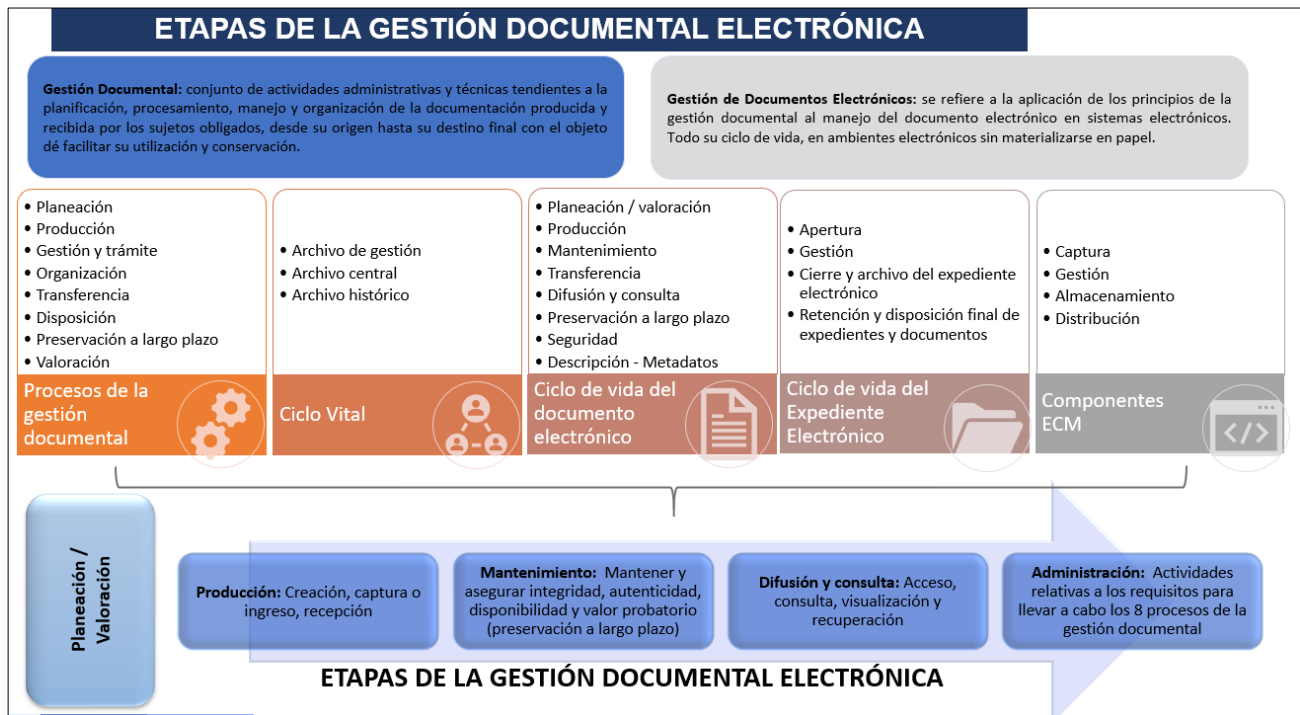 ETAPAS DE LA GESTIÓN DOCUMENTAL ELECTRÓNICA
Gestión Documental: conjunto de actividades administrativas y técnicas tendientes a la
planificación, procesamiento, manejo y organización de la documentación producida y
recibida por los sujetos obligados, desde su origen hasta su destino final con el objeto
dé facilitar su utilización y conservación.
Gestión de Documentos Electrónicos: se refiere a la aplicación de los principios de la
gestión documental al manejo del documento electrónico en sistemas electrónicos.
Todo su ciclo de vida, en ambientes electrónicos sin materializarse en papel.
• Planeación
• Producción
• Gestión y trámite
• Organización
• Transferencia
• Disposición
• Preservación a largo plazo
• Valoración
Procesos de la
gestión
documental
• Archivo de gestión
• Archivo central
• Archivo histórico
Ciclo Vital
• Planeación / valoración
• Producción
• Mantenimiento
• Transferencia
• Difusión y consulta
• Preservación a largo plazo
• Seguridad
• Descripción - Metadatos
Ciclo de vida del
documento
electrónico
• Apertura
• Gestión
• Cierre y archivo del expediente
electrónico
• Retención y disposición final de
expedientes y documentos
Ciclo de vida del
Expediente
Electrónico
• Captura
• Gestión
• Almacenamiento
• Distribución
Componentes
ECM
</>
Planeación /
Valoración
Producción: Creación, captura o
ingreso, recepción
Mantenimiento: Mantener y
asegurar integridad, autenticidad,
disponibilidad y valor probatorio
(preservación a largo plazo)
Difusión y consulta: Acceso,
consulta, visualización y
recuperación
Administración: Actividades
relativas a los requisitos para
llevar a cabo los 8 procesos de la
gestión documental
ETAPAS DE LA GESTIÓN DOCUMENTAL ELECTRÓNICA